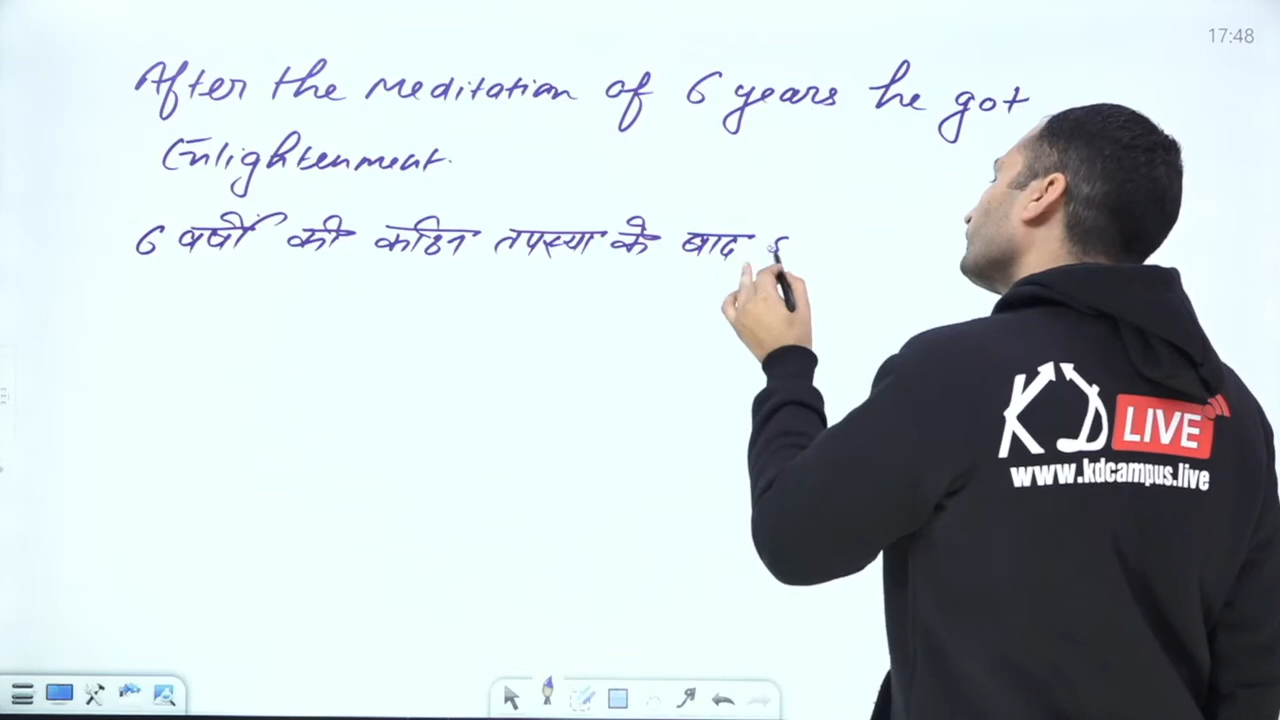 17:48
After the Meditation of 6 years he got
Enlightenment.
6 वर्षों की कठिन तपस्या के बाद
KD LIVE
www.kdcampus.live